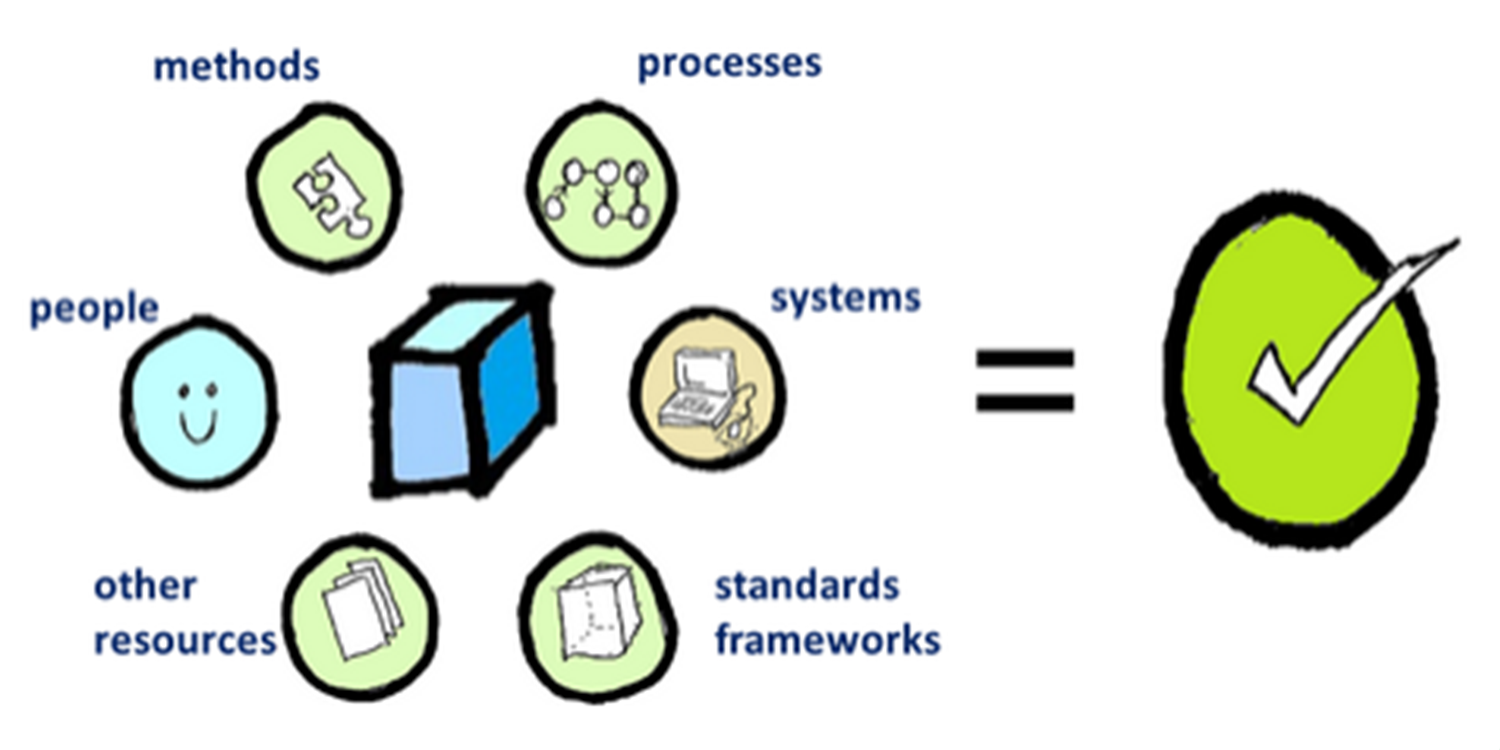 methods
processes
people
systems
other
resources
standards
frameworks